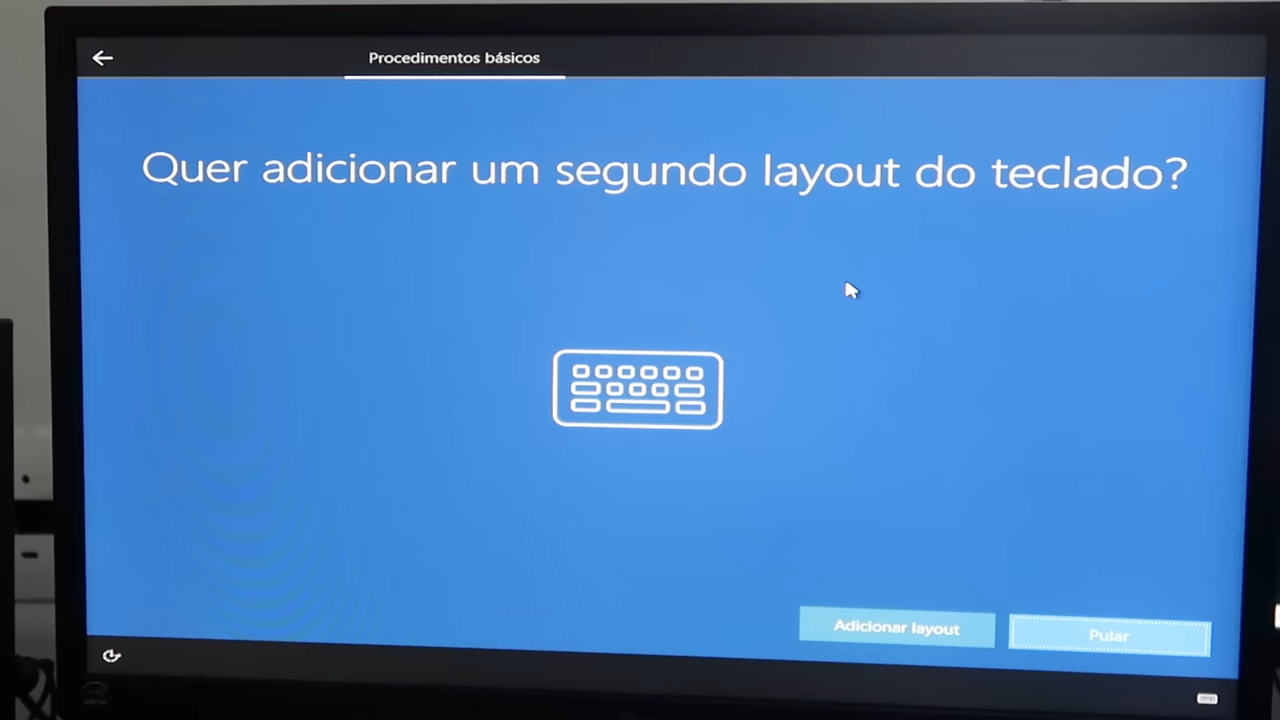 Procedimentos básicos
Quer adicionar um segundo layout do teclado?
Adicionar layout
Pular